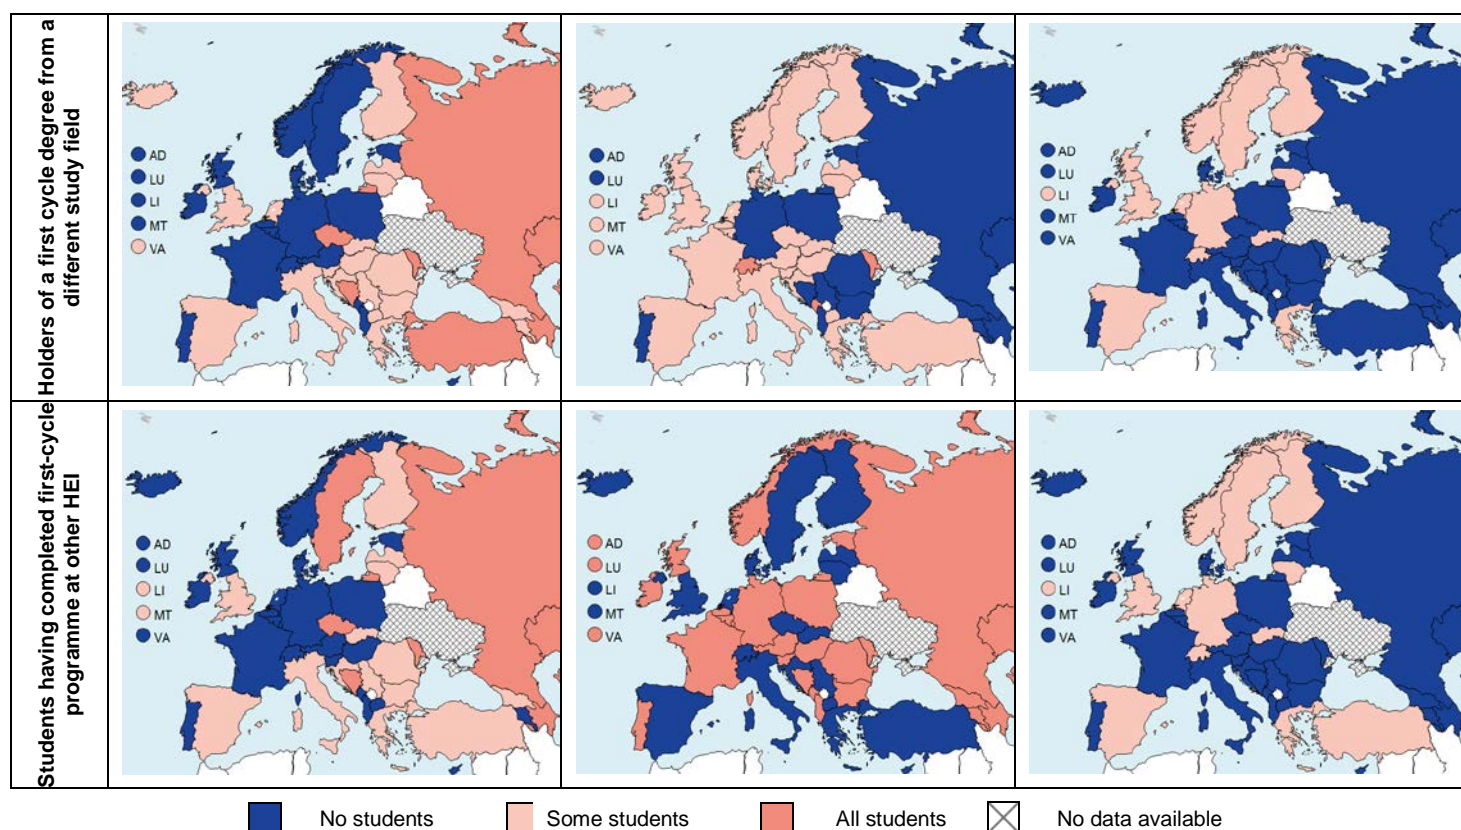 Holders of a first cycle degree from a
different study field
AD
LU
LI
MT
VA
AD
LU
LI
MT
VA
AD
LU
LI
MT
VA
Students having completed first-cycle
programme at other HEI
AD
LU
LI
MT
VA
AD
LU
LI
MT
VA
AD
LU
LI
MT
VA
No students
Some students
All students
No data available